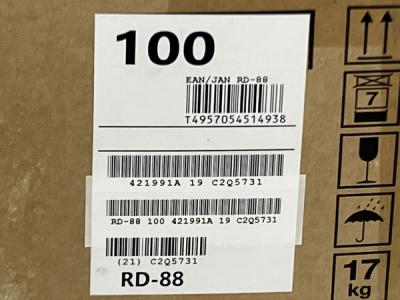 100
EAN/JAN RD-88
T4957054514938
421991A 19 C2Q5731
RD-88 100 421991A 19 C2Q5731
(21) C2Q5731
RD-88
7
17
kg